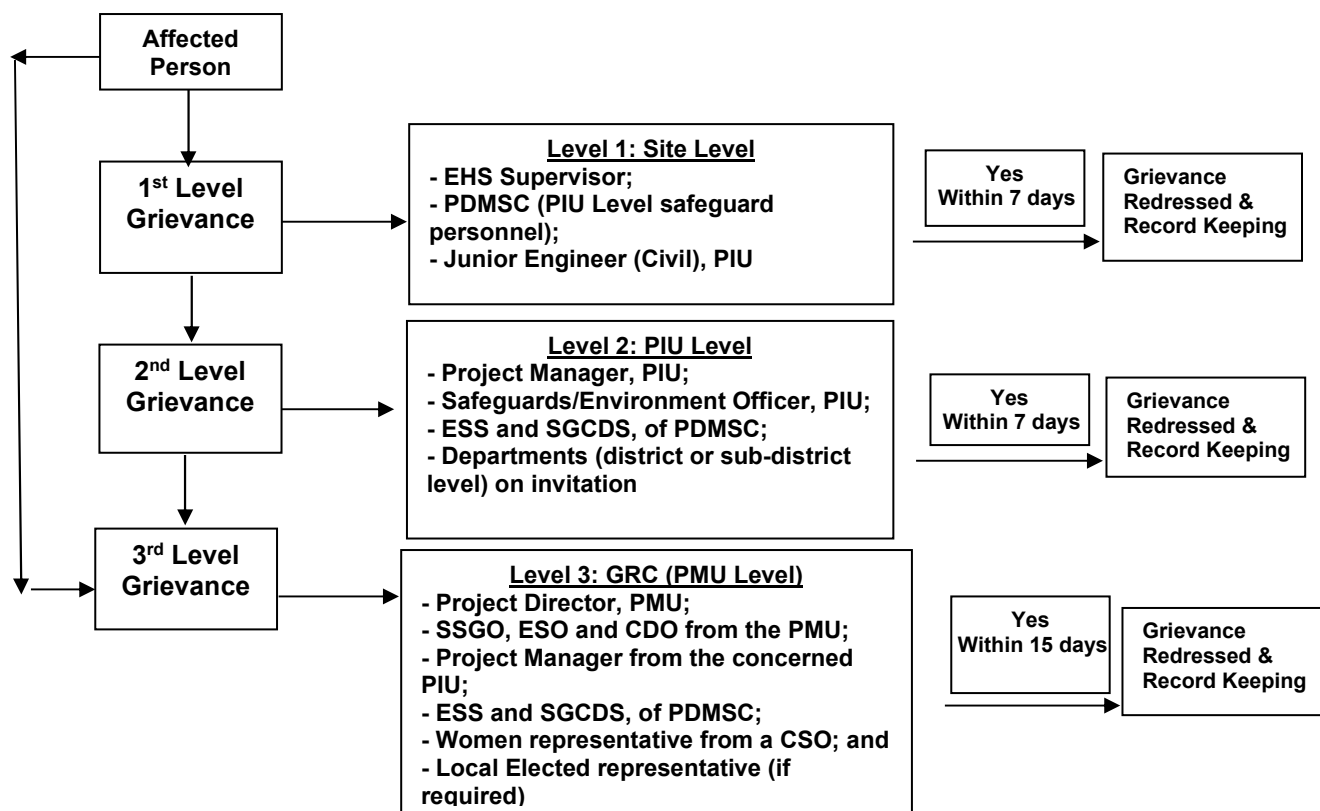 Affected
Person
1st Level
Grievance
Level 1: Site Level
- EHS Supervisor;
- PDMSC (PIU Level safeguard
personnel);
- Junior Engineer (Civil), PIU
Yes
Within 7 days
Grievance
Redressed &
Record Keeping
2nd Level
Grievance
Level 2: PIU Level
- Project Manager, PIU;
- Safeguards/Environment Officer, PIU;
- ESS and SGCDS, of PDMSC;
- Departments (district or sub-district
level) on invitation
Yes
Within 7 days
Grievance
Redressed &
Record Keeping
3rd Level
Grievance
Level 3: GRC (PMU Level)
- Project Director, PMU;
- SSGO, ESO and CDO from the PMU;
- Project Manager from the concerned
PIU;
- ESS and SGCDS, of PDMSC;
- Women representative from a CSO; and
- Local Elected representative (if
required)
Yes
Within 15 days
Grievance
Redressed &
Record Keeping